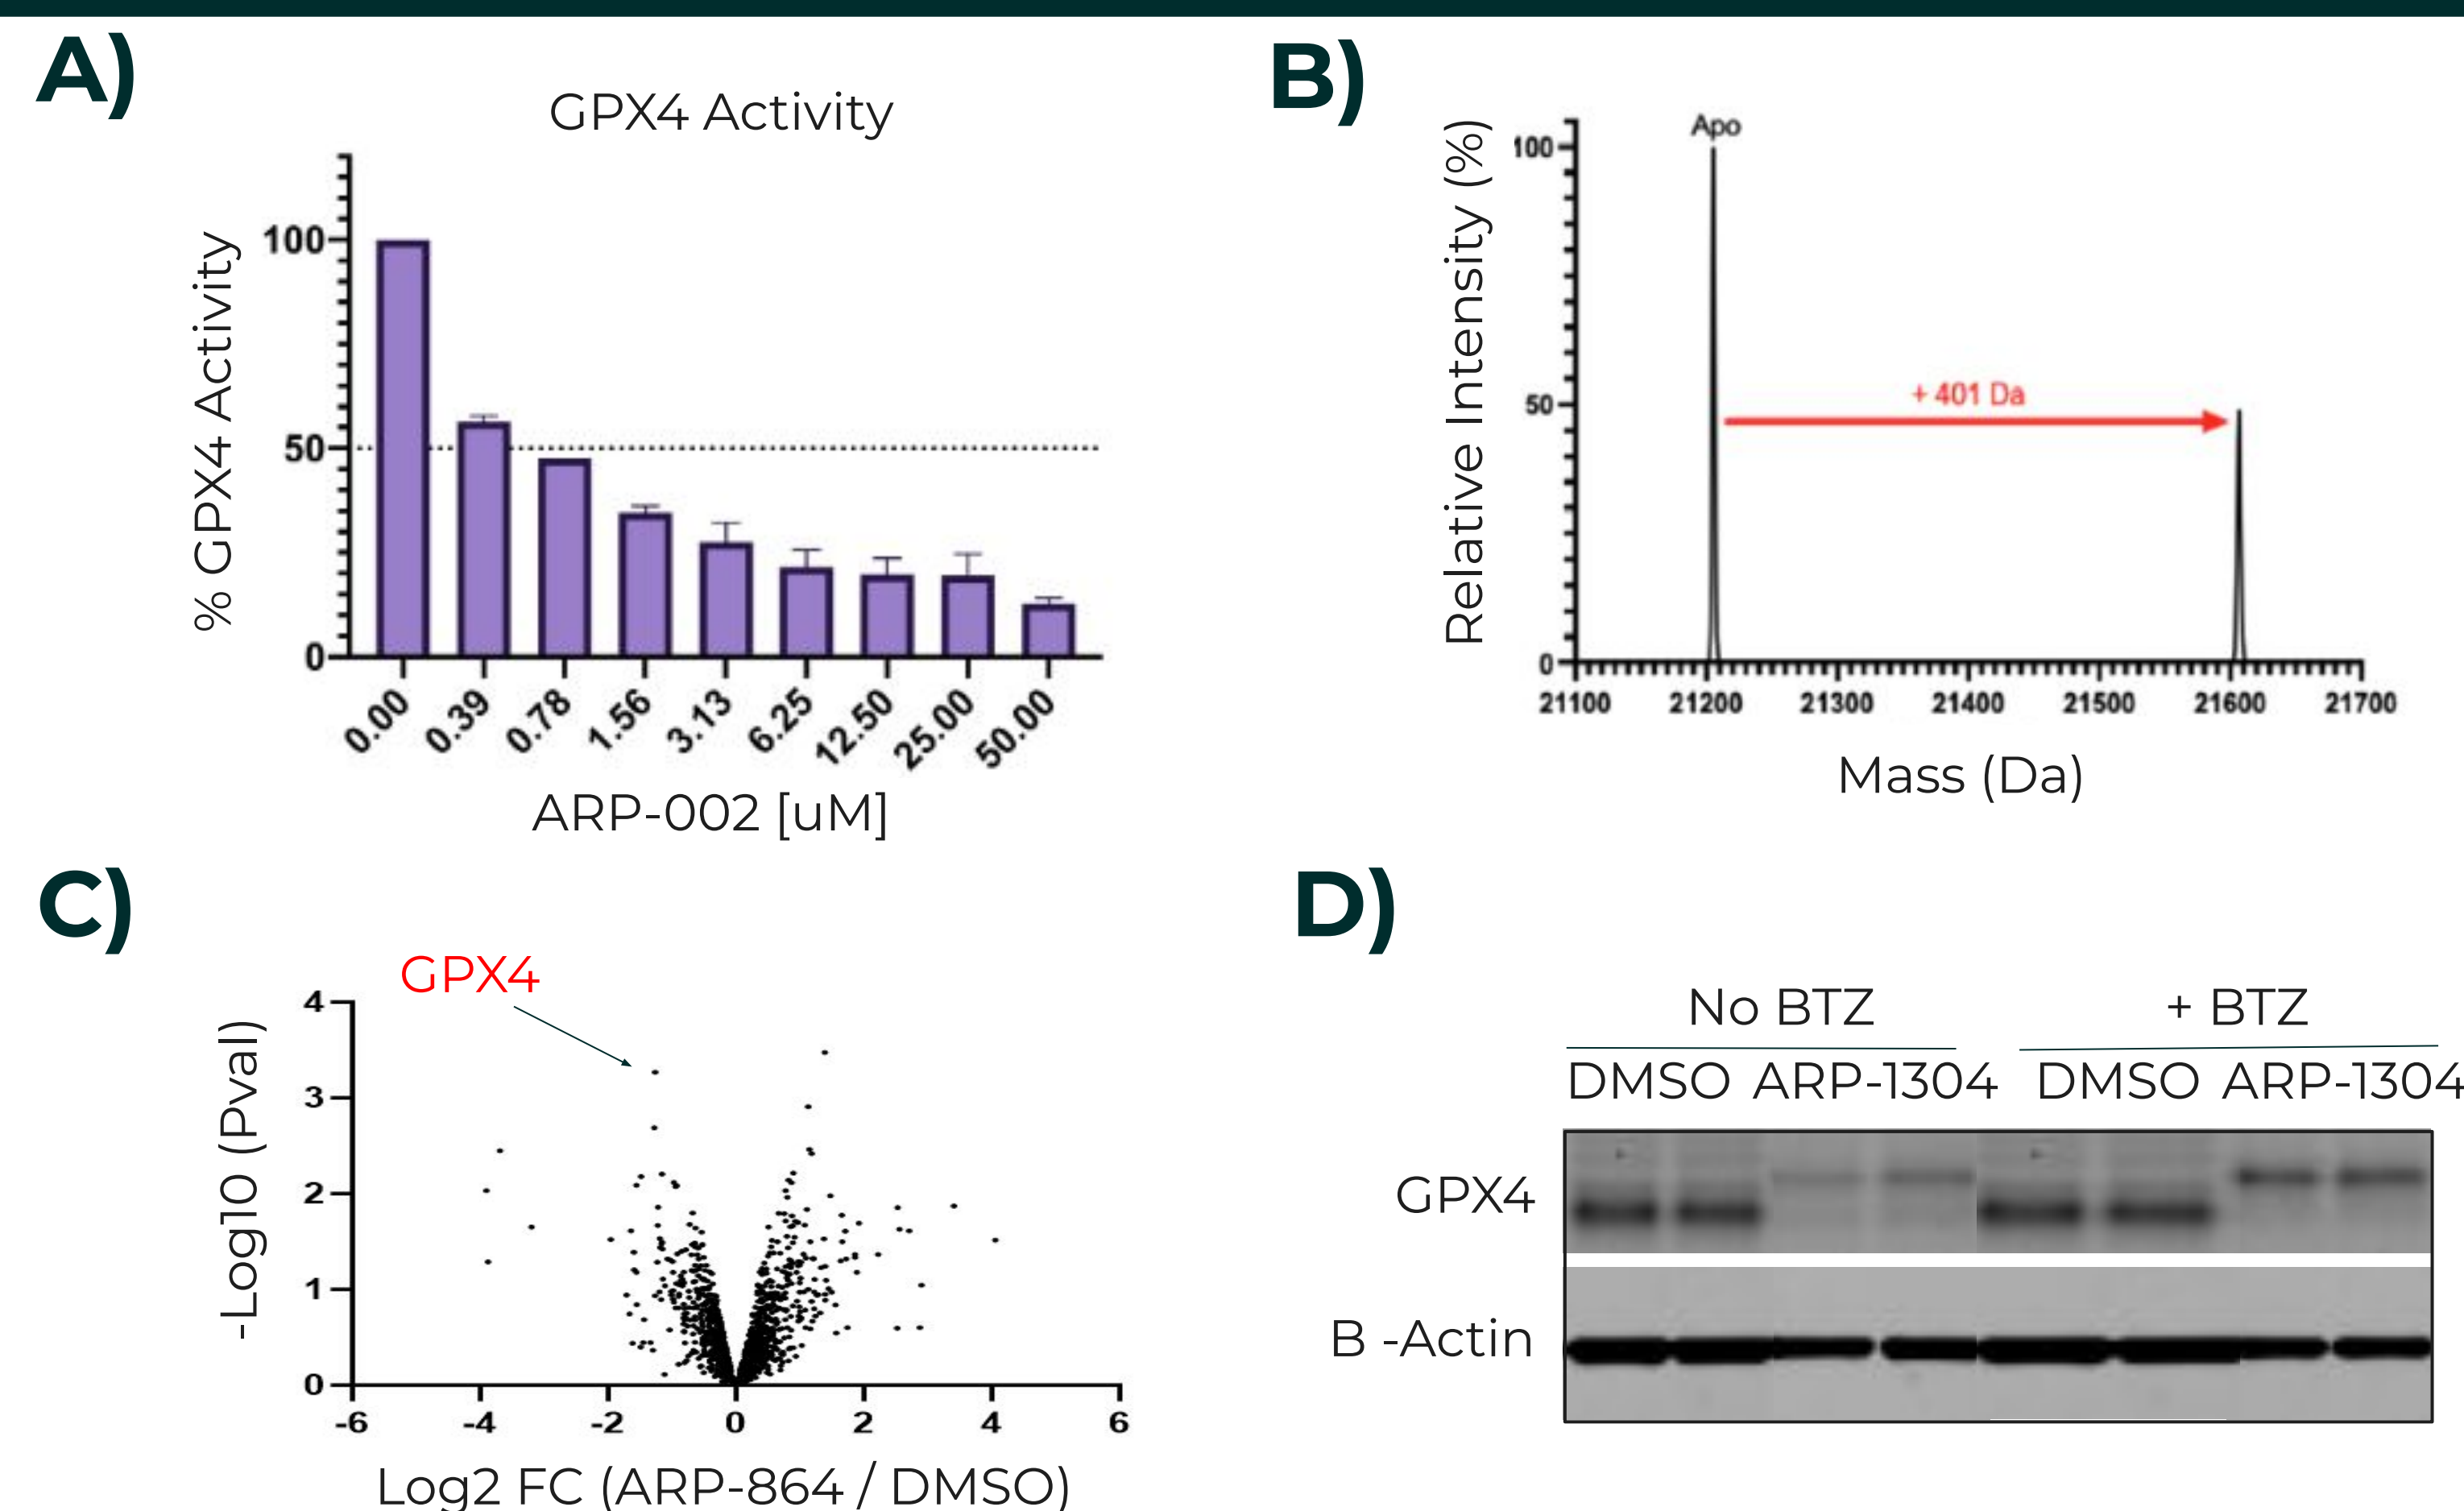 A)
GPX4 Activity
% GPX4 Activity
100
50
0
0.00
0.39
0.78
1.56
3.13
6.25
12.50
25.00
50.00
ARP-002 [uM]
B)
Relative Intensity (%)
100
50
0
Apo
+ 401 Da
21100
21200
21300
21400
21500
21600
21700
Mass (Da)
C)
GPX4
-Log10 (Pval)
4
3
2
1
0
-6
-4
-2
0
2
4
6
Log2 FC (ARP-864 / DMSO)
D)
No BTZ
+ BTZ
DMSO ARP-1304 DMSO ARP-1304
GPX4
B -Actin